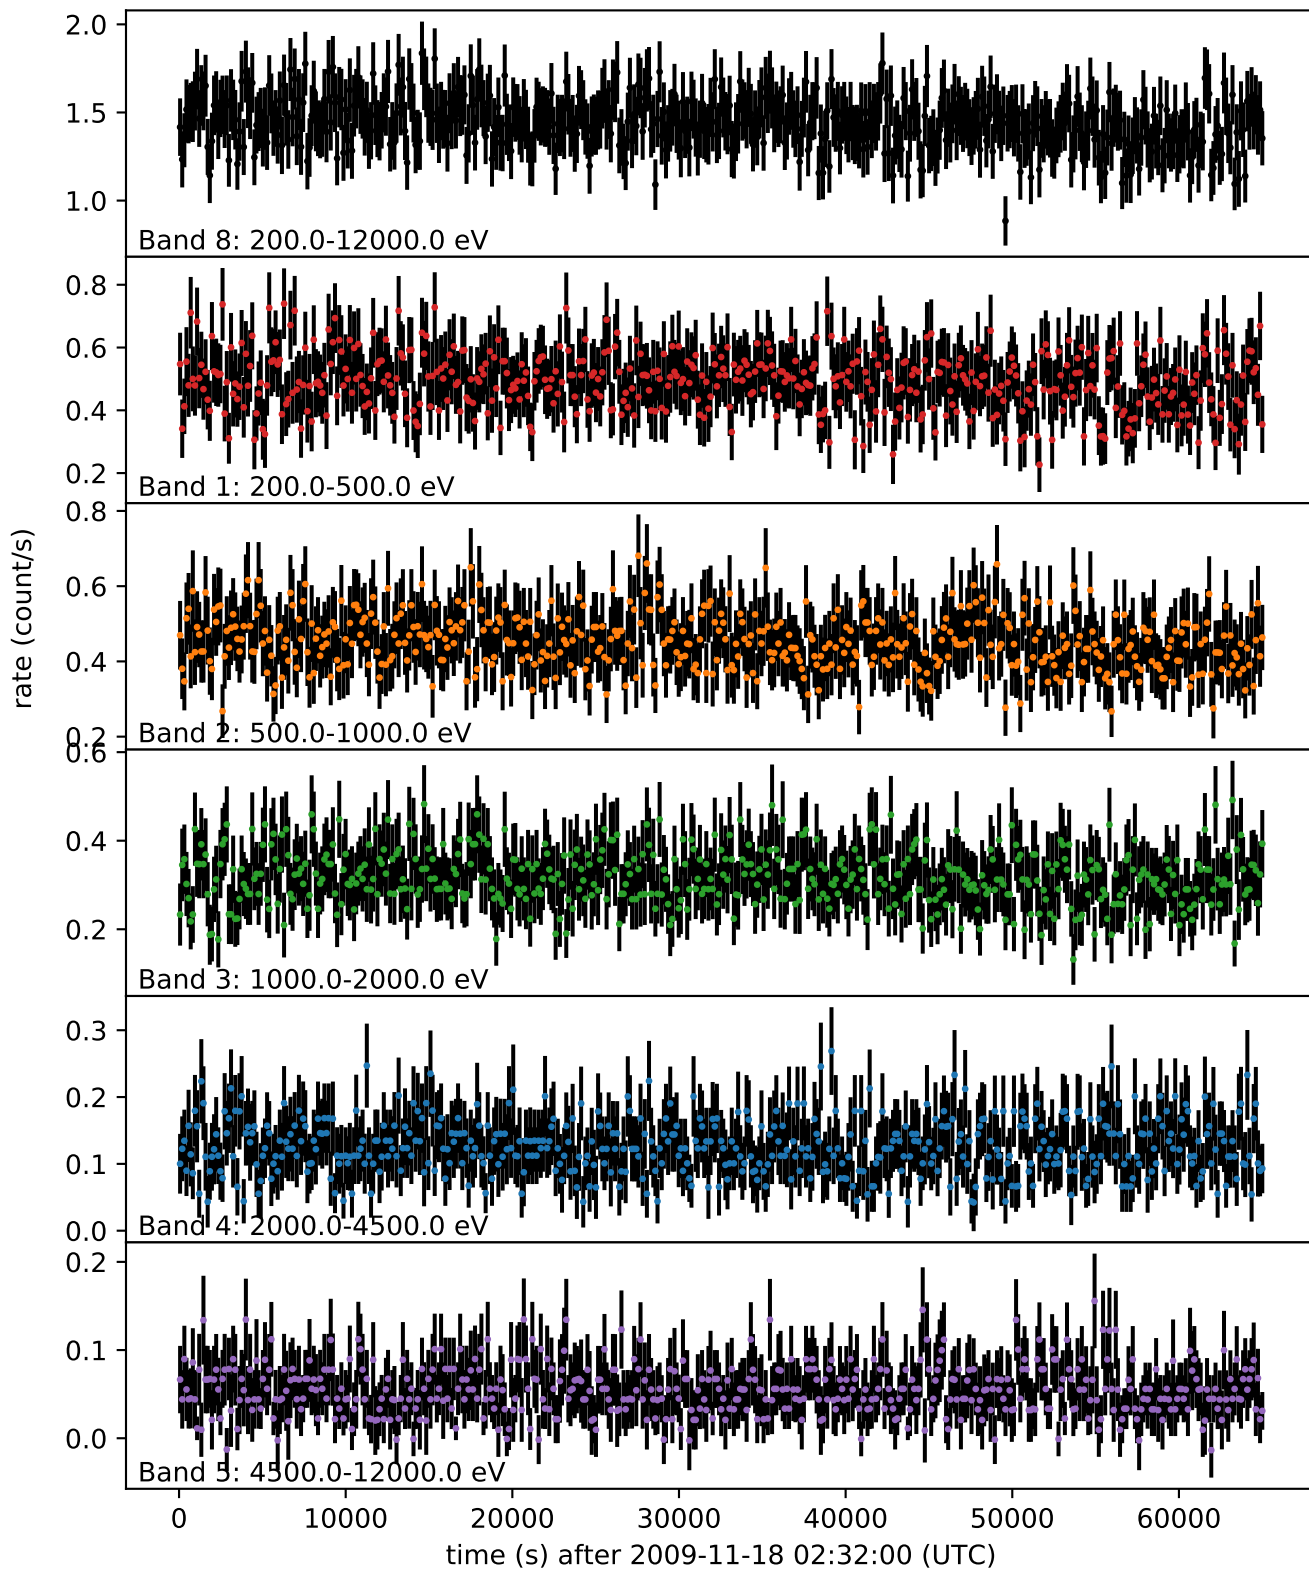 2.0
1.5
1.0
Band 8: 200.0-12000.0 eV
0.8
0.6
0.4
0.2
Band 1: 200.0-500.0 eV
0.8
0.6
0.4
0.2
Band 2: 500.0-1000.0 eV
rate (count/s)
0.6
0.4
0.2
Band 3: 1000.0-2000.0 eV
0.3
0.2
0.1
0.0
Band 4: 2000.0-4500.0 eV
0.2
0.1
0.0
Band 5: 4500.0-12000.0 eV
0 10000 20000 30000 40000 50000 60000
time (s) after 2009-11-18 02:32:00 (UTC)